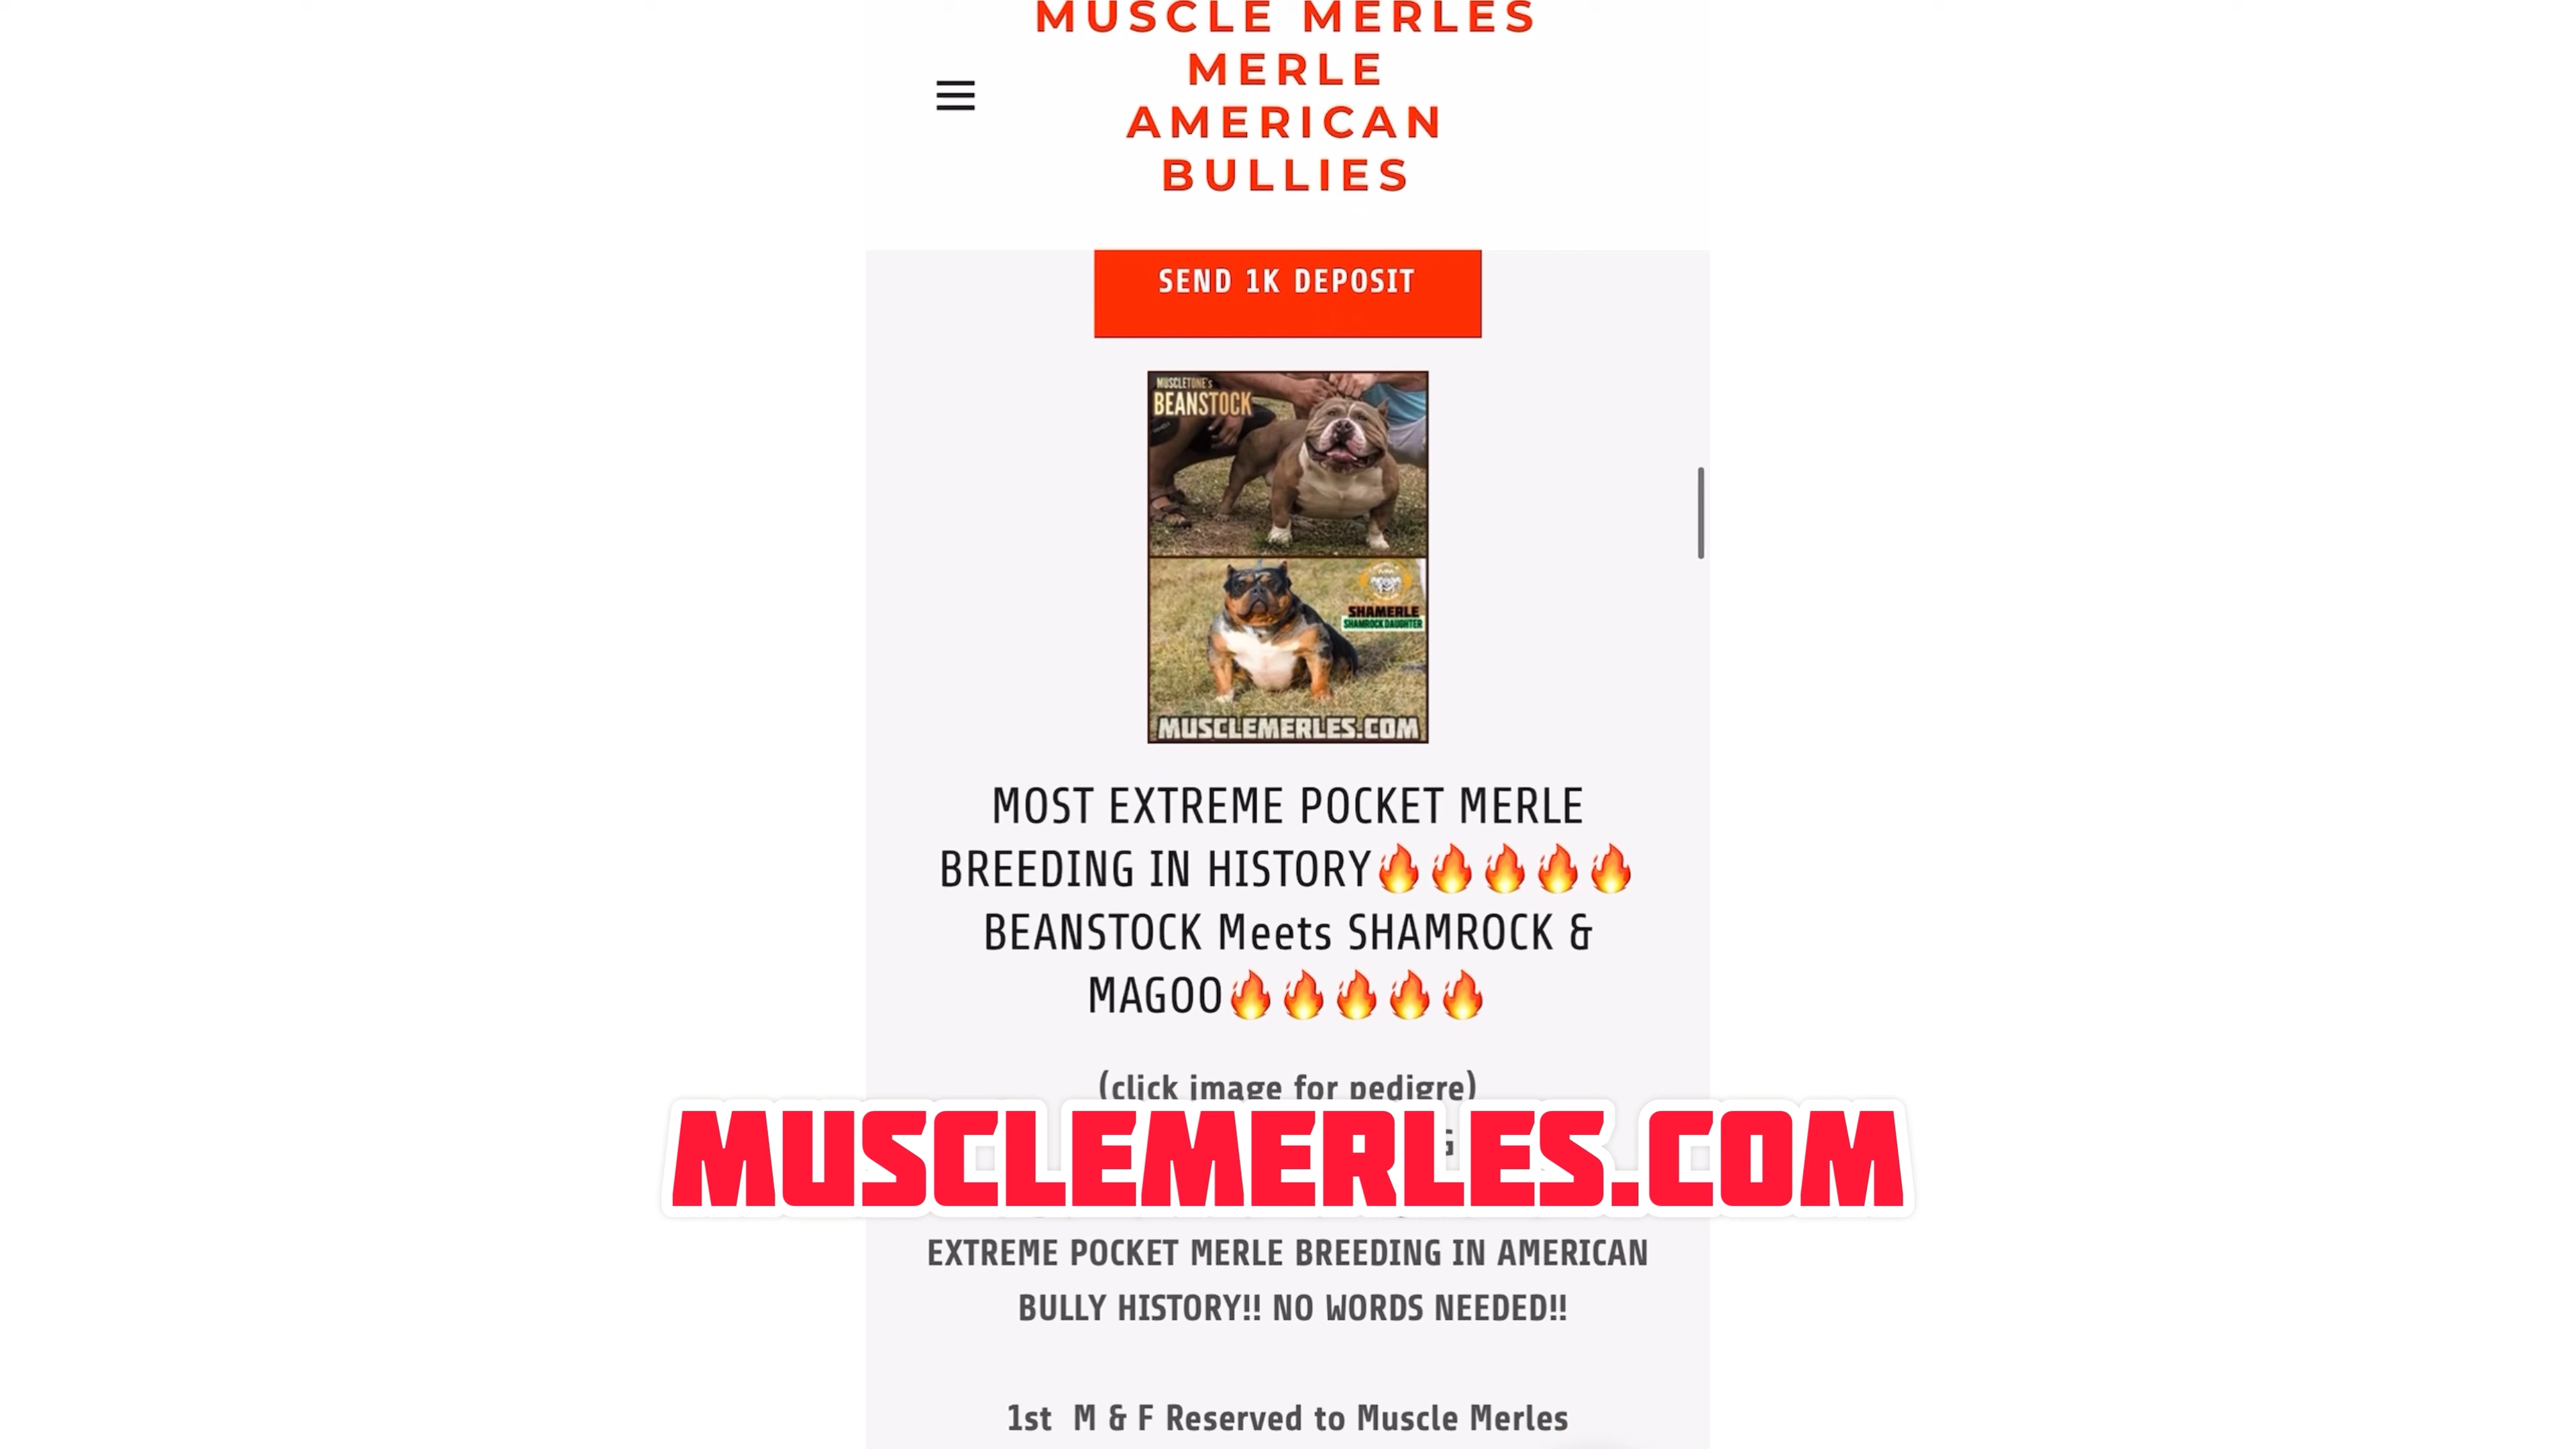 MUSCLE MERLES
MERLE
AMERICAN
BULLIES
SEND 1K DEPOSIT
MUSCLETONE's
BEANSTOCK
SHAMERLE
SHAMROCK DAUGHTER
MUSCLEMERLES.COM
MOST EXTREME POCKET MERLE
BREEDING IN HISTORY🔥🔥🔥🔥🔥
BEANSTOCK Meets SHAMROCK &
MAGOO🔥🔥🔥🔥🔥
(click image for pedigre)
MUSCLEMERLES.COM
EXTREME POCKET MERLE BREEDING IN AMERICAN
BULLY HISTORY!! NO WORDS NEEDED!!
1st M & F Reserved to Muscle Merles